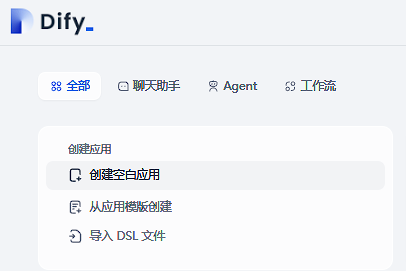 Dify_
全部 聊天助手 Agent 工作流
创建应用
创建空白应用
从应用模版创建
导入 DSL 文件